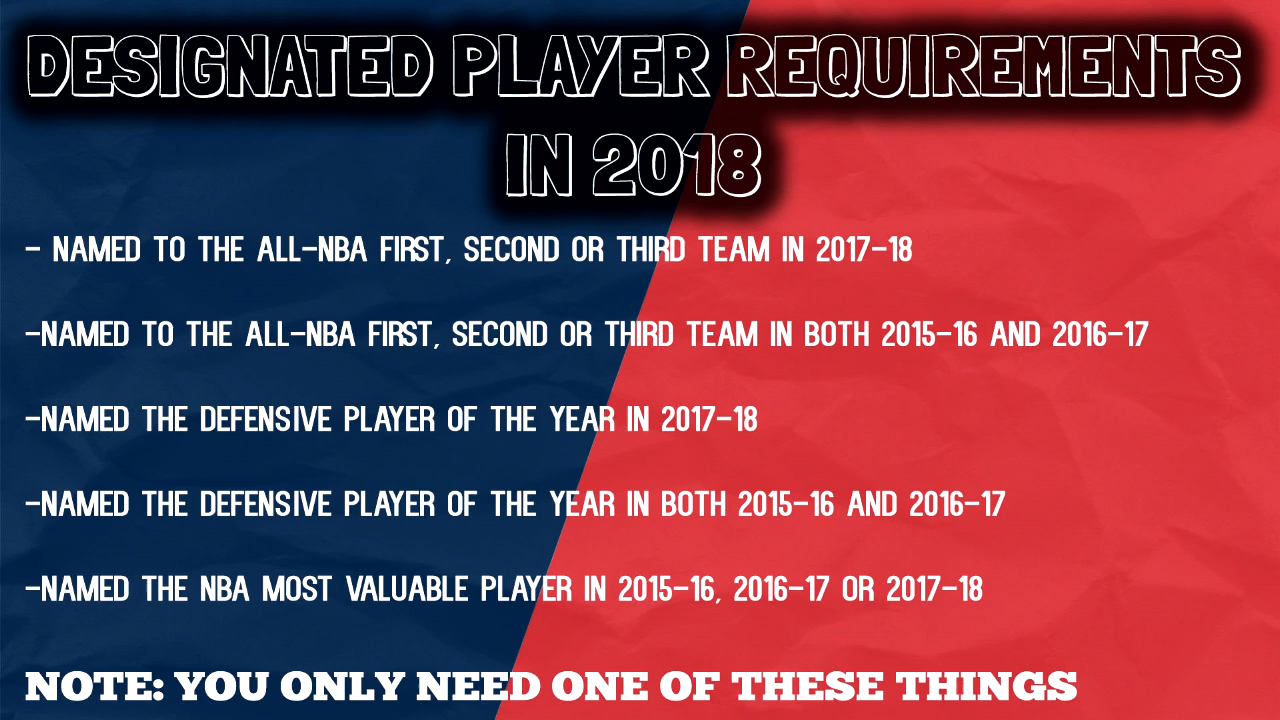 DESIGNATED PLAYER REQUIREMENTS
IN 2018
- NAMED TO THE ALL-NBA FIRST, SECOND OR THIRD TEAM IN 2017-18
-NAMED TO THE ALL-NBA FIRST, SECOND OR THIRD TEAM IN BOTH 2015-16 AND 2016-17
-NAMED THE DEFENSIVE PLAYER OF THE YEAR IN 2017-18
-NAMED THE DEFENSIVE PLAYER OF THE YEAR IN BOTH 2015-16 AND 2016-17
-NAMED THE NBA MOST VALUABLE PLAYER IN 2015-16, 2016-17 OR 2017-18
NOTE: YOU ONLY NEED ONE OF THESE THINGS